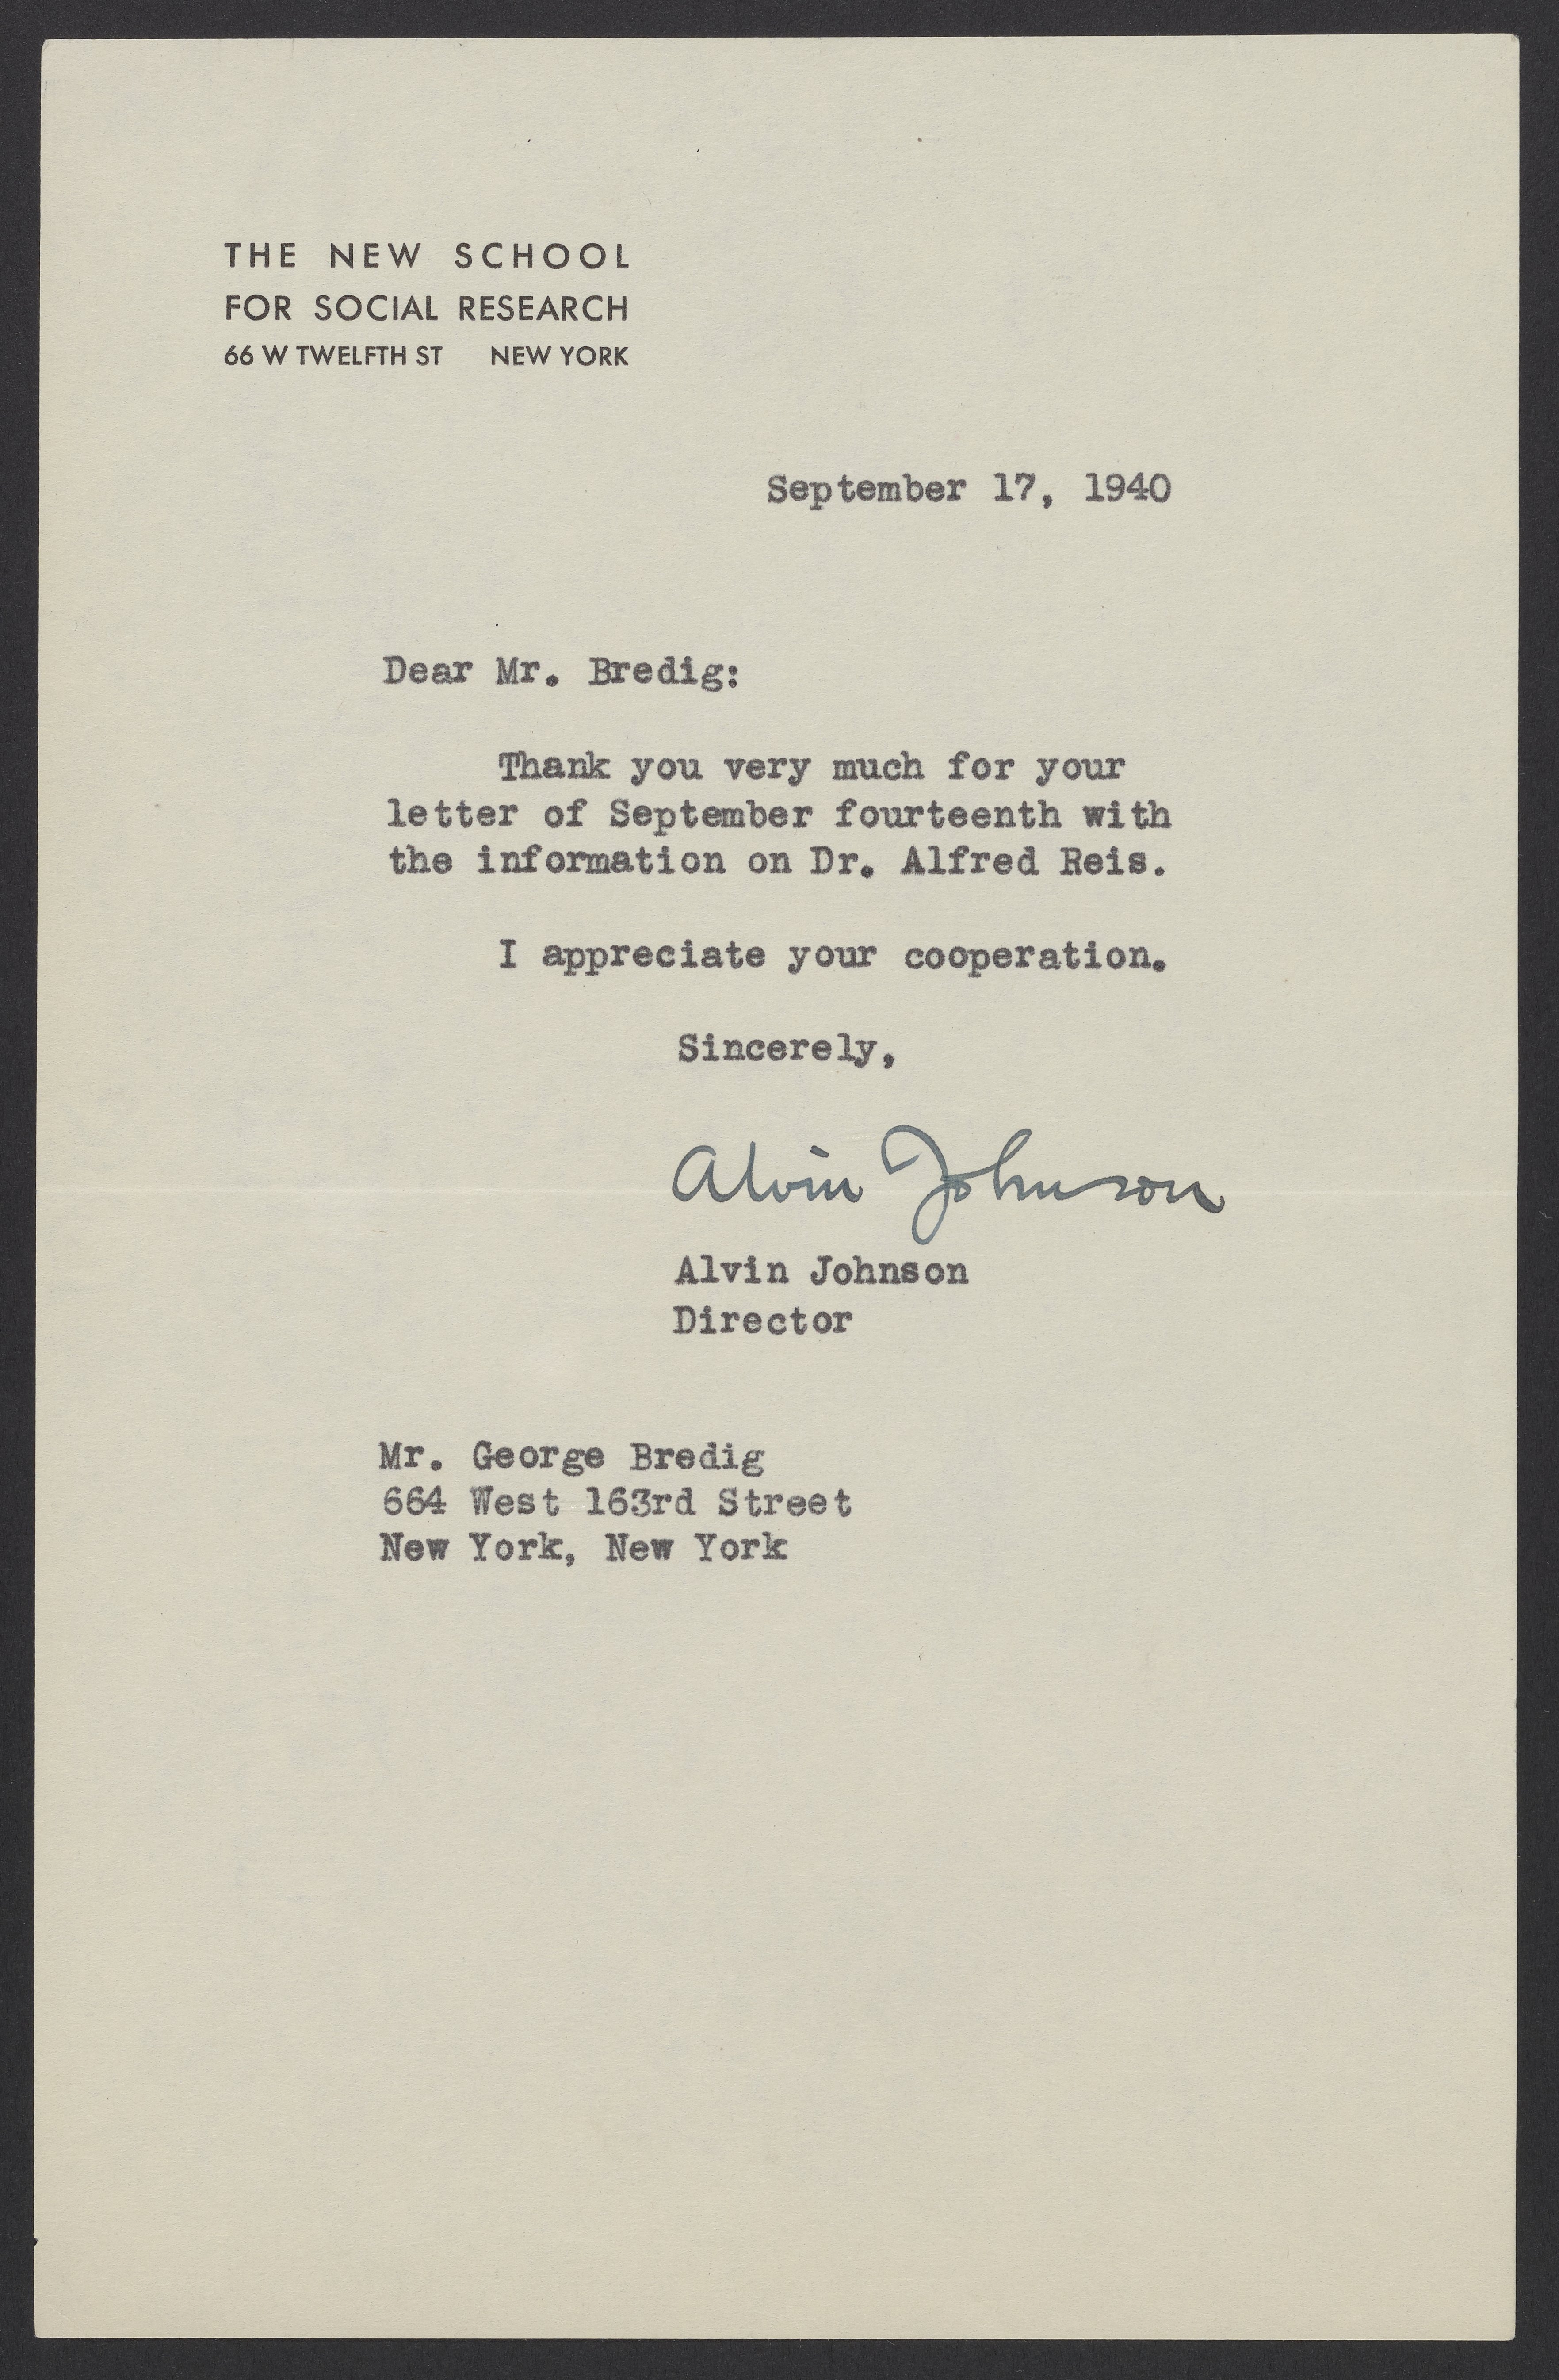 THE NEW SCHOOL
FOR SOCIAL RESEARCH
66 W TWELFTH ST NEW YORK
September 17, 1940
Dear Mr. Bredig:
Thank you very much for your
letter of September fourteenth with
the information on Dr. Alfred Reis.
I appreciate your cooperation.
Sincerely,
Alvin Johnson
Alvin Johnson
Director
Mr. George Bredig
664 West 163rd Street
New York, New York